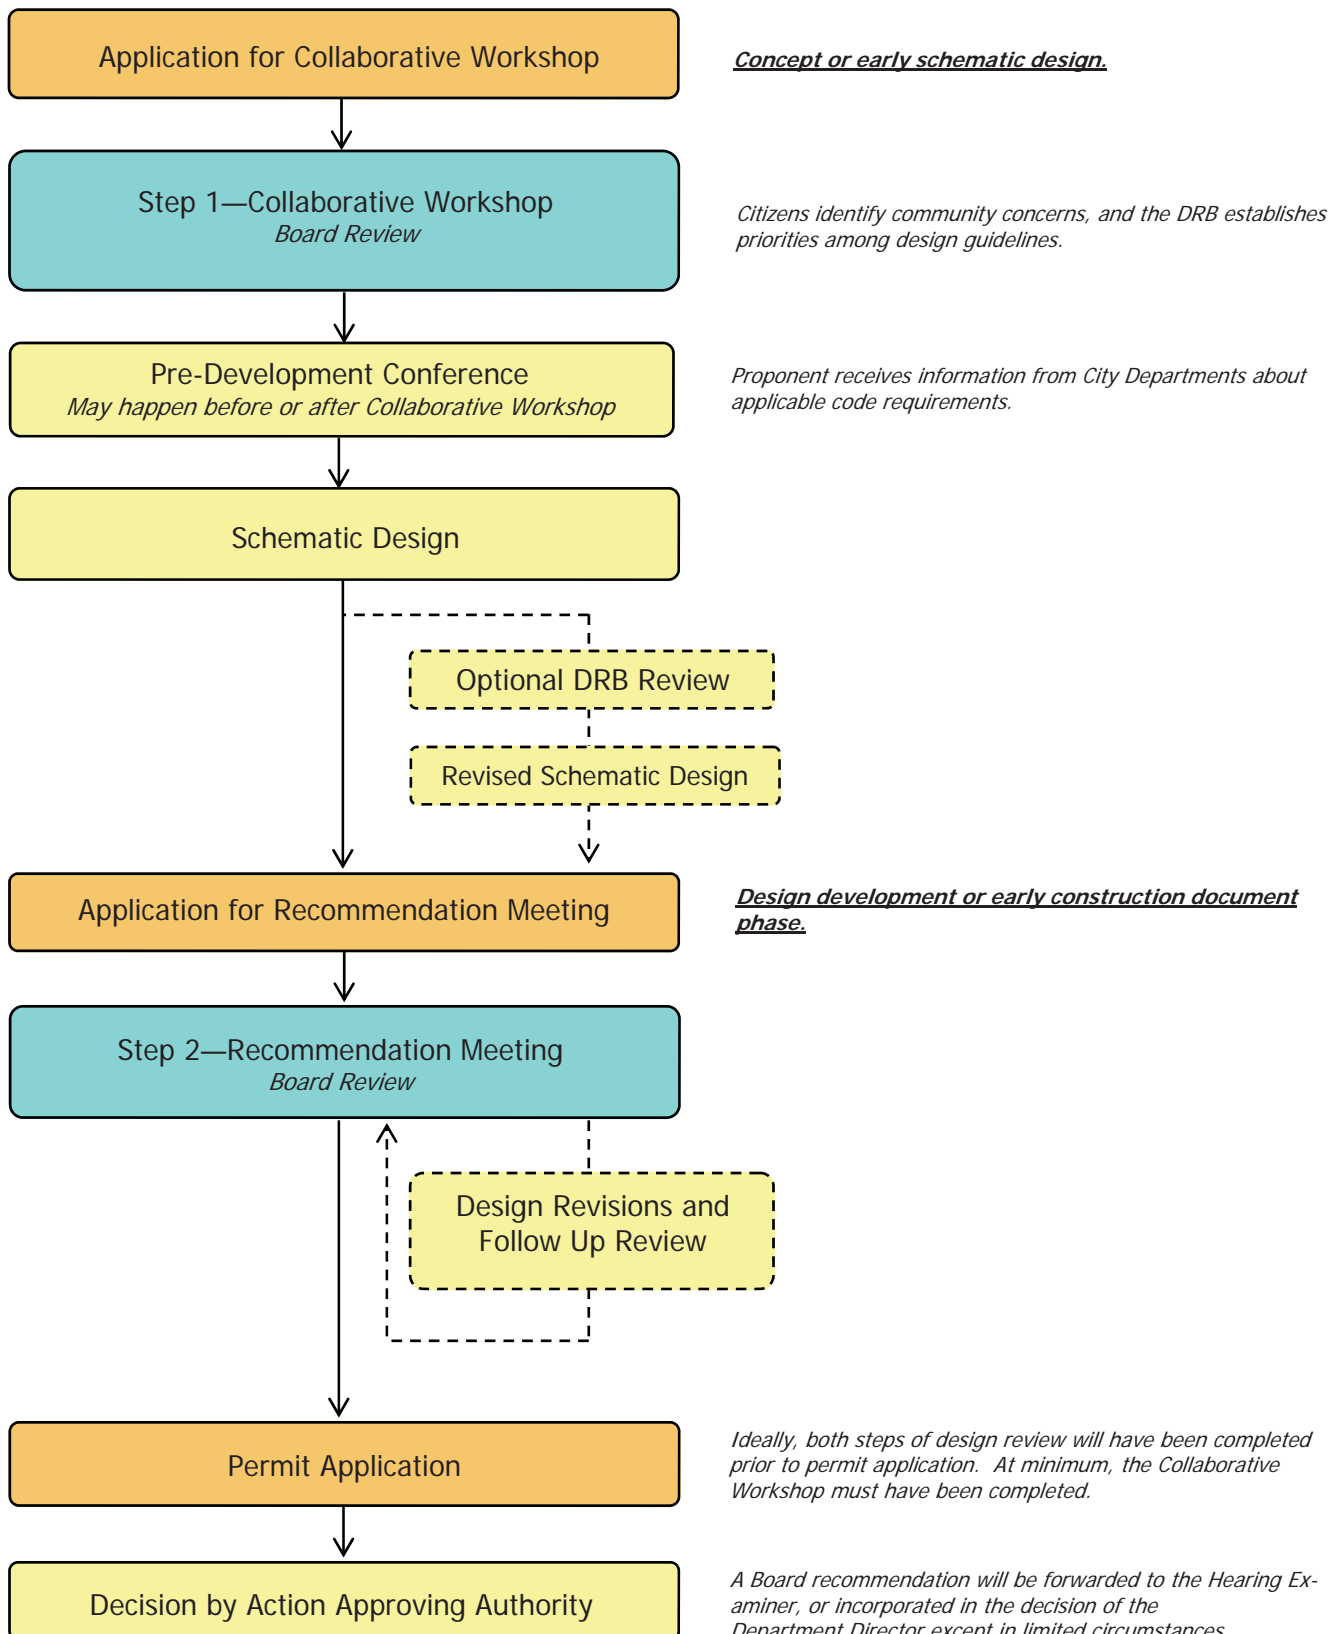 Application for Collaborative Workshop
Concept or early schematic design.
Step 1—Collaborative Workshop
Board Review
Citizens identify community concerns, and the DRB establishes
priorities among design guidelines.
Pre-Development Conference
May happen before or after Collaborative Workshop
Proponent receives information from City Departments about
applicable code requirements.
Schematic Design
Optional DRB Review
Revised Schematic Design
Application for Recommendation Meeting
Design development or early construction document
phase.
Step 2—Recommendation Meeting
Board Review
Design Revisions and
Follow Up Review
Permit Application
Ideally, both steps of design review will have been completed
prior to permit application.  At minimum, the Collaborative
Workshop must have been completed.
Decision by Action Approving Authority
A Board recommendation will be forwarded to the Hearing Ex-
aminer, or incorporated in the decision of the
Department Director except in limited circumstances